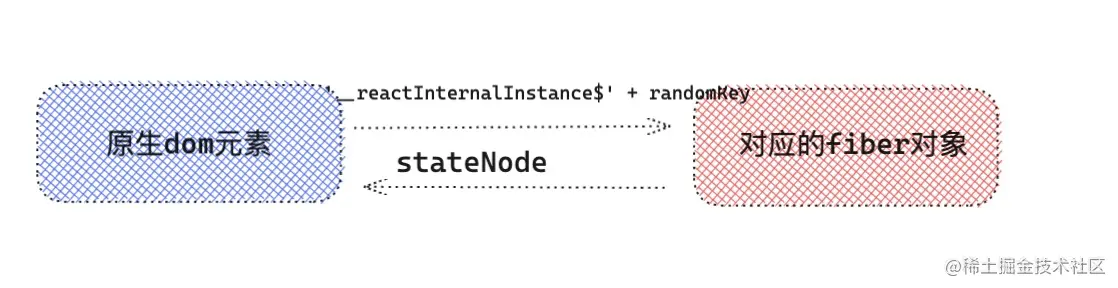 '__reactInternalInstance$' + randomKey
原生dom元素
对应的fiber对象
stateNode
@稀土掘金技术社区